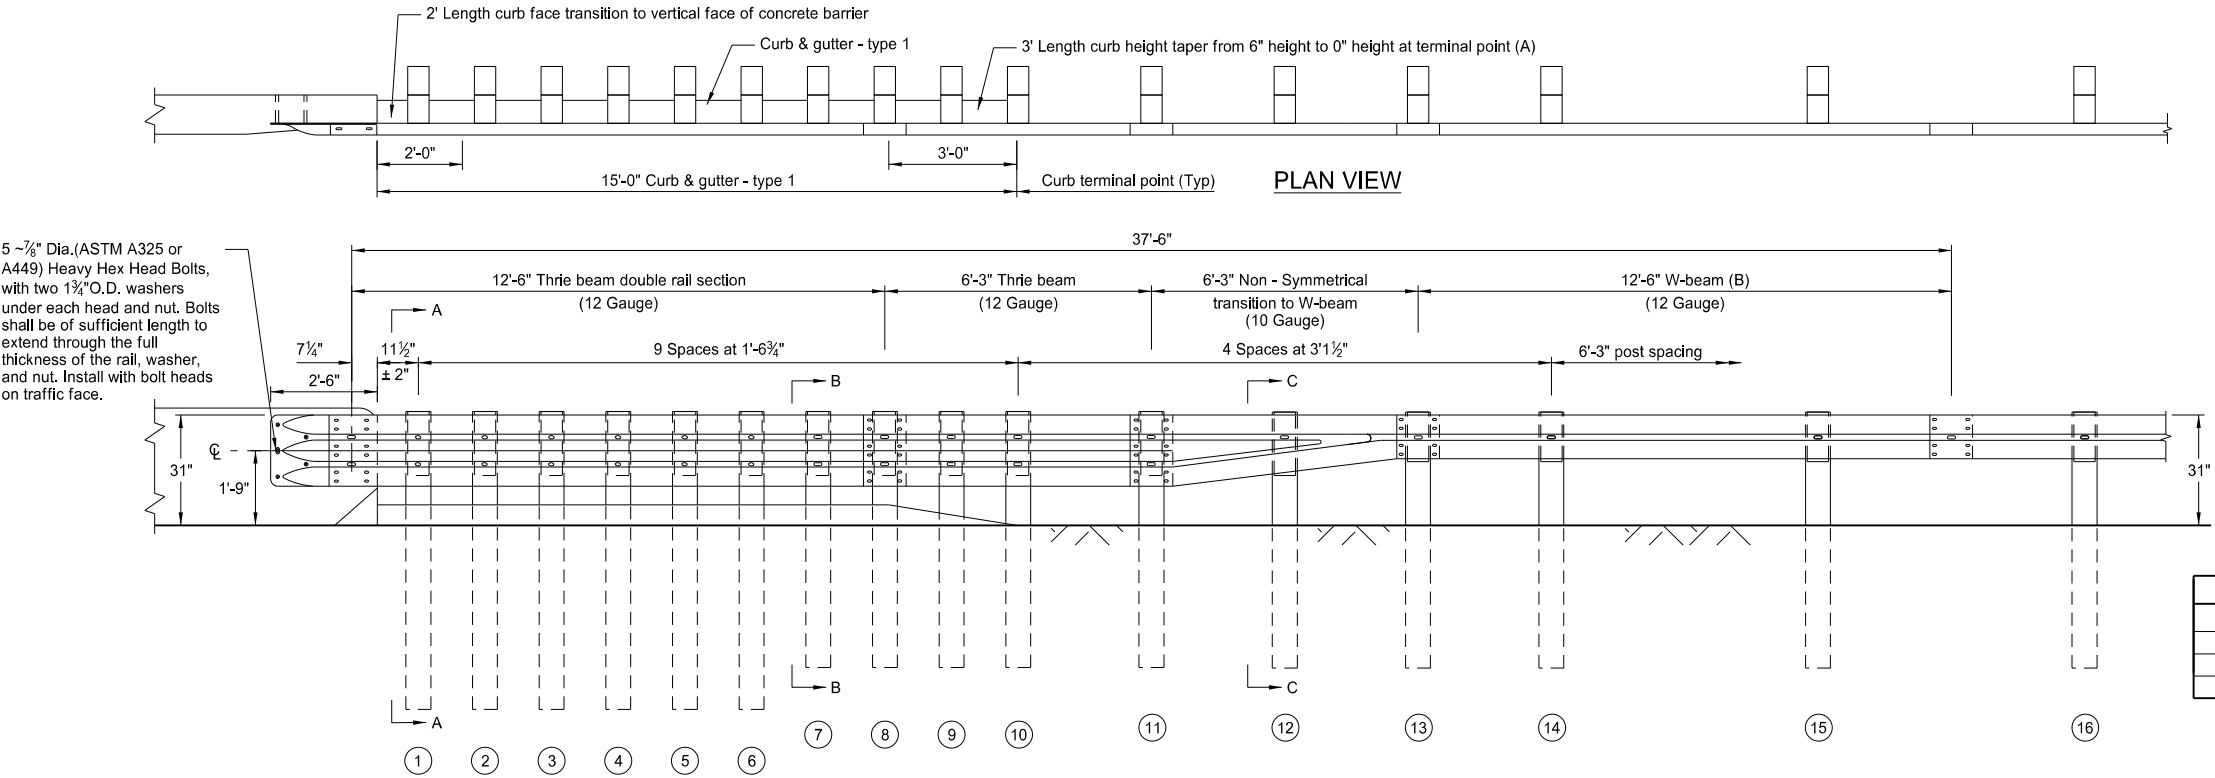 2' Length curb face transition to vertical face of concrete barrier
Curb & gutter - type 1
3' Length curb height taper from 6" height to 0" height at terminal point (A)
2'-0"
3'-0"
15'-0" Curb & gutter - type 1
Curb terminal point (Typ)
PLAN VIEW
5 ~⅞" Dia.(ASTM A325 or
A449) Heavy Hex Head Bolts,
with two 1¾"O.D. washers
under each head and nut. Bolts
shall be of sufficient length to
extend through the full
thickness of the rail, washer,
and nut. Install with bolt heads
on traffic face.
37'-6"
12'-6" Thrie beam double rail section
(12 Gauge)
6'-3" Thrie beam
(12 Gauge)
6'-3" Non - Symmetrical
transition to W-beam
(10 Gauge)
12'-6" W-beam (B)
(12 Gauge)
A
7¼"
11½"
± 2"
9 Spaces at 1'-6¾"
4 Spaces at 3'1½"
6'-3" post spacing
2'-6"
B
C
℄
31"
1'-9"
31"
B
C
A
1
2
3
4
5
6
7
8
9
10
11
12
13
14
15
16